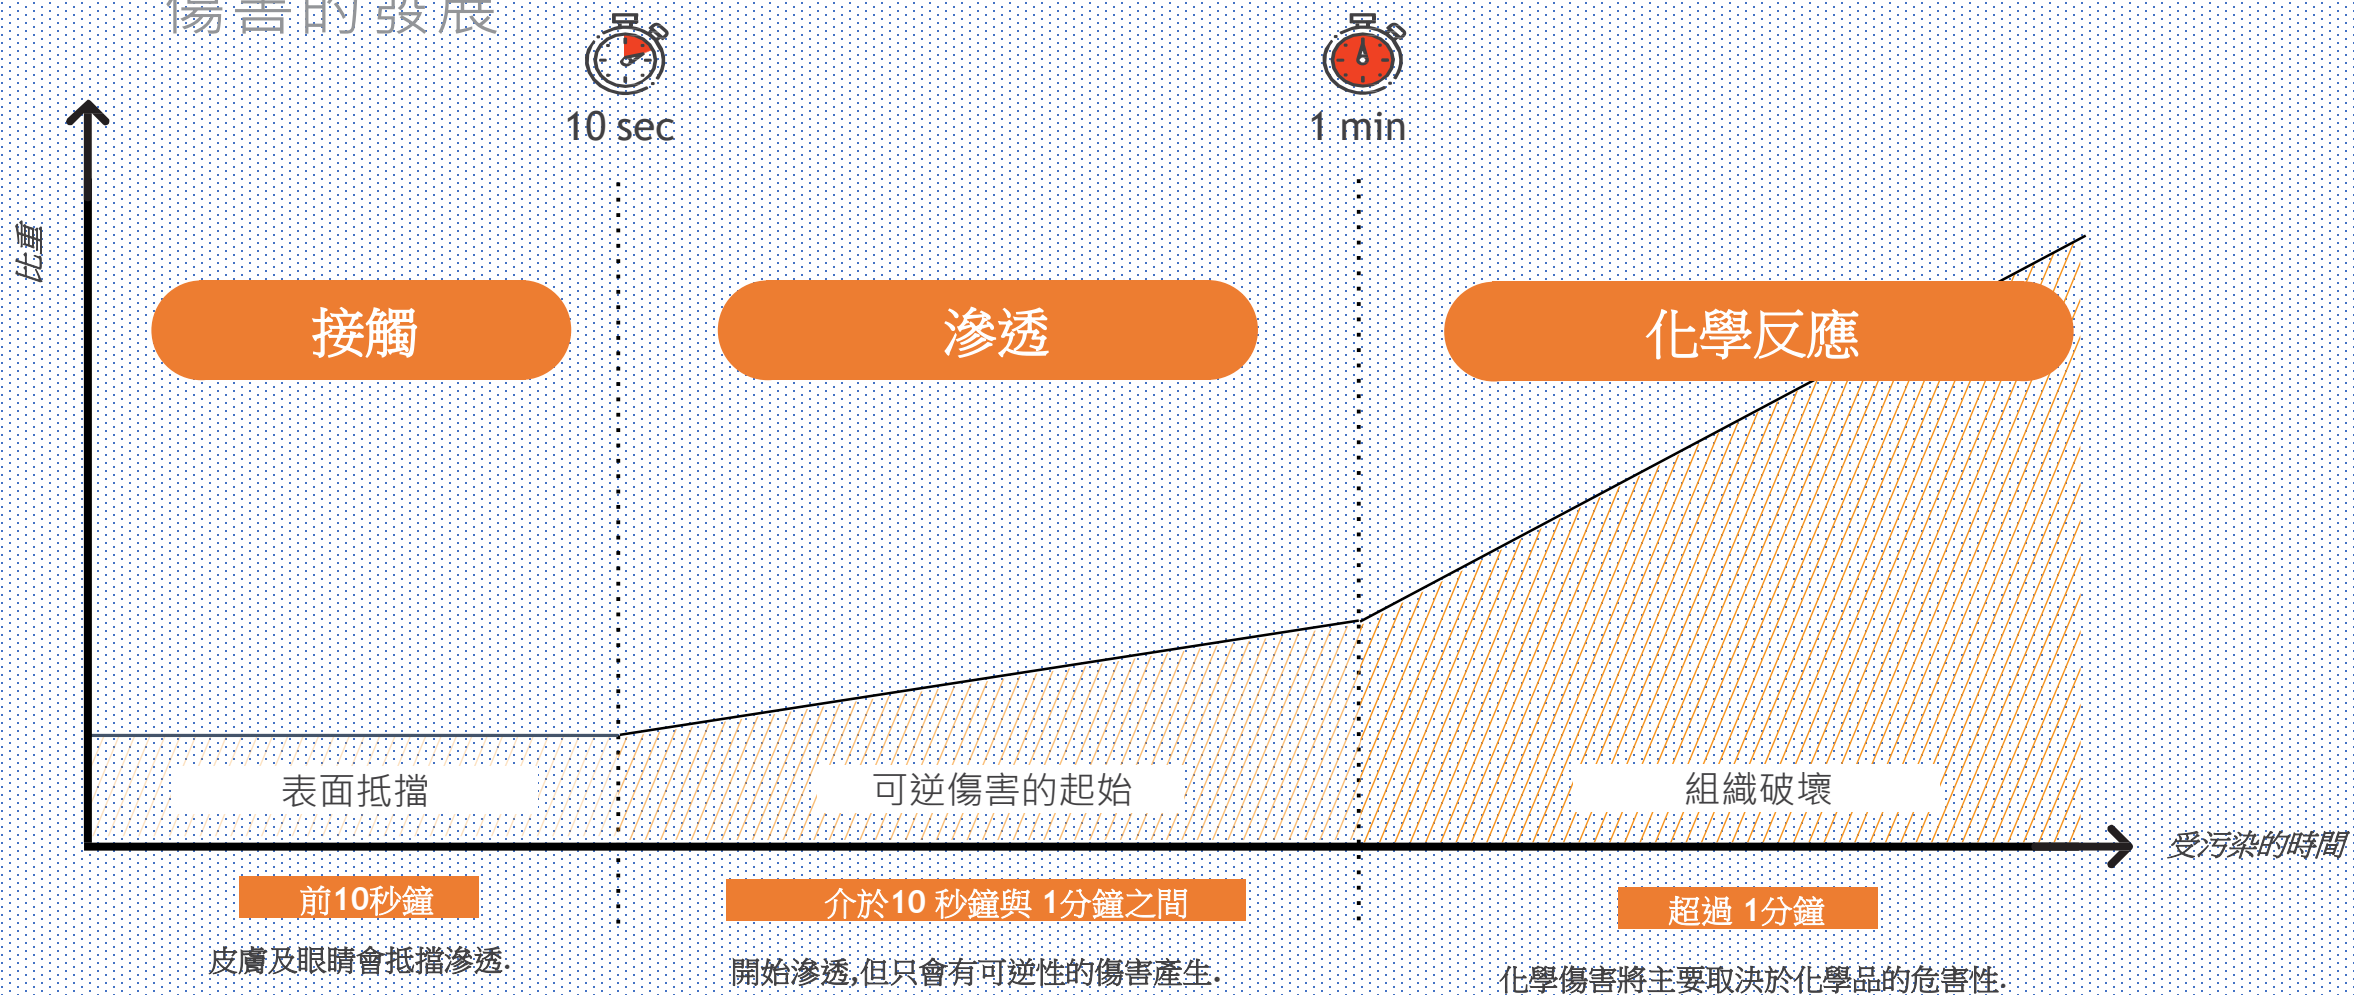 傷害的發展
10 sec
1 min
比重
接觸
滲透
化學反應
表面抵擋
可逆傷害的起始
組織破壞
受污染的時間
前10秒鐘
介於10 秒鐘與 1分鐘之間
超過 1分鐘
皮膚及眼睛會抵擋滲透.
開始滲透,但只會有可逆性的傷害產生.
化學傷害將主要取決於化學品的危害性.